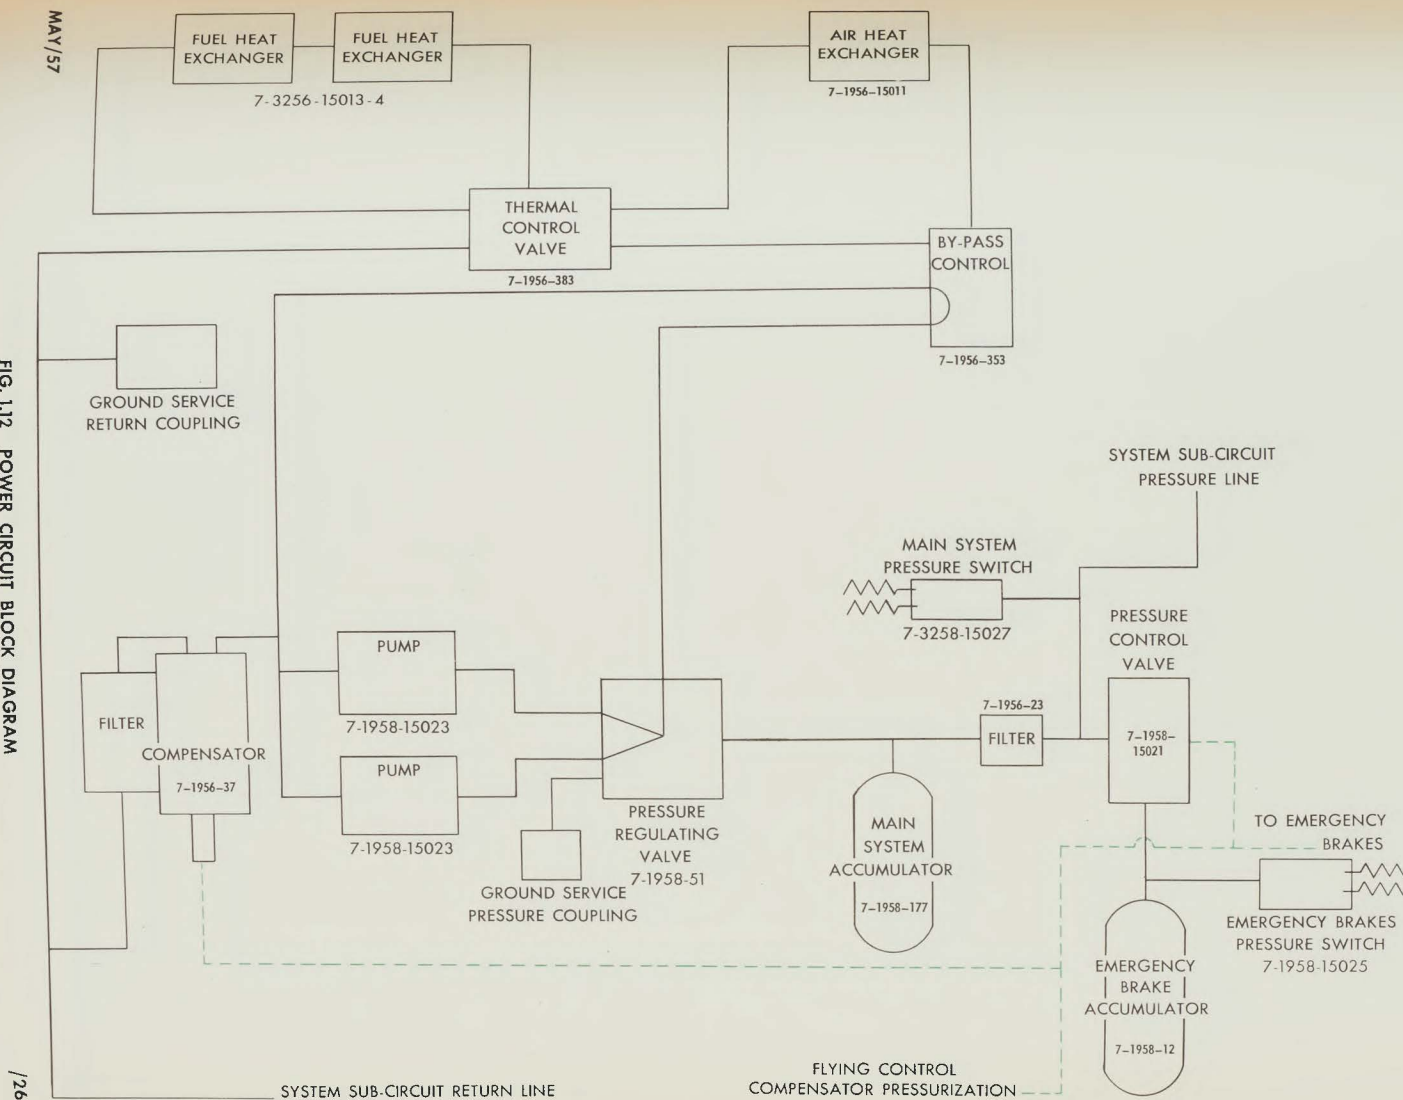 MAY/57
FUEL HEAT
EXCHANGER
FUEL HEAT
EXCHANGER
7-3256-15013-4
AIR HEAT
EXCHANGER
7-1956-15011
THERMAL
CONTROL
VALVE
7-1956-383
BY-PASS
CONTROL
7-1956-353
GROUND SERVICE
RETURN COUPLING
SYSTEM SUB-CIRCUIT
PRESSURE LINE
MAIN SYSTEM
PRESSURE SWITCH
7-3258-15027
PRESSURE
CONTROL
VALVE
7-1958-
15021
FILTER
COMPENSATOR
7-1956-37
PUMP
7-1958-15023
PUMP
7-1958-15023
PRESSURE
REGULATING
VALVE
7-1958-51
GROUND SERVICE
PRESSURE COUPLING
7-1956-23
FILTER
MAIN
SYSTEM
ACCUMULATOR
7-1958-177
TO EMERGENCY
BRAKES
EMERGENCY BRAKES
PRESSURE SWITCH
7-1958-15025
EMERGENCY
BRAKE
ACCUMULATOR
7-1958-12
FLYING CONTROL
COMPENSATOR PRESSURIZATION
SYSTEM SUB-CIRCUIT RETURN LINE
FIG. 1.12 POWER CIRCUIT BLOCK DIAGRAM
/26